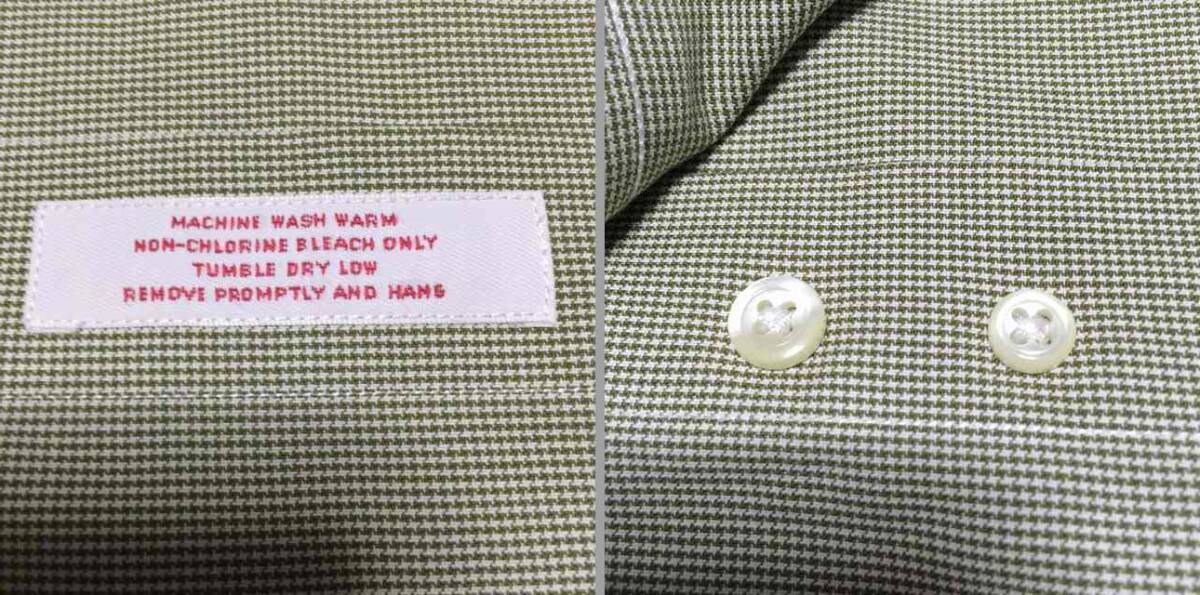 MACHINE WASH WARM
NON-CHLORINE BLEACH ONLY
TUMBLE DRY LOW
REMOVE PROMPTLY AND HANG